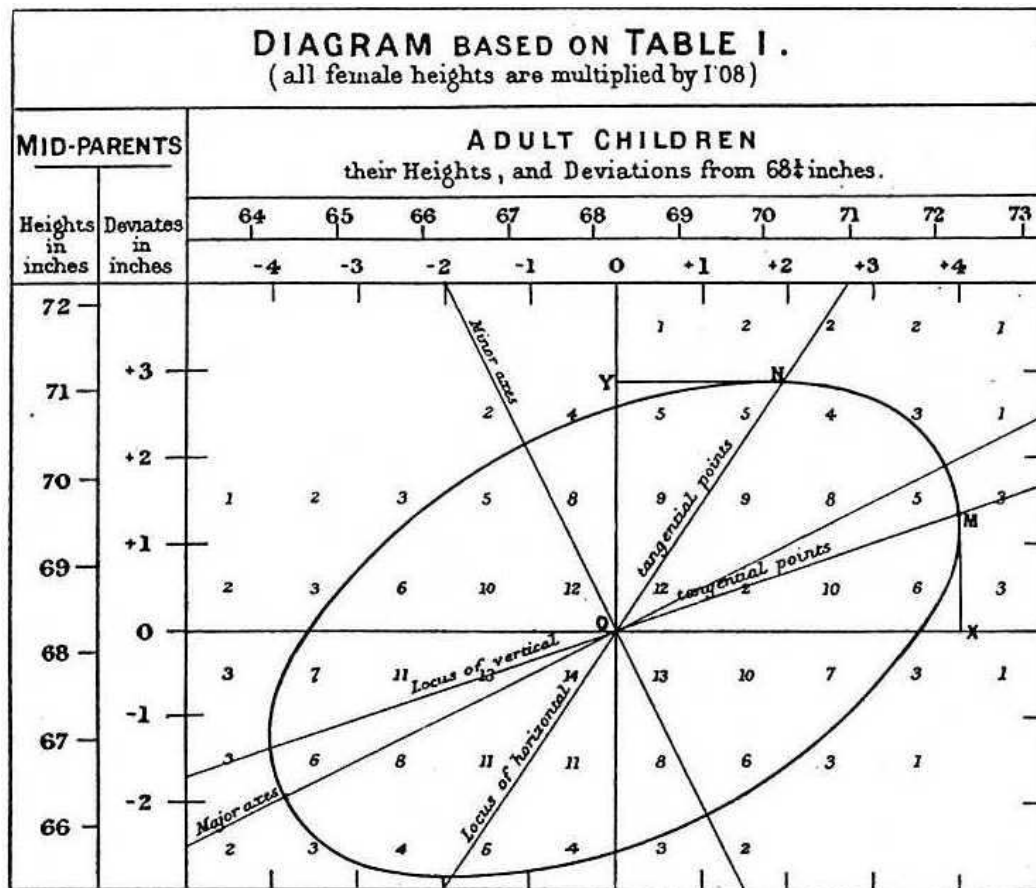 DIAGRAM BASED ON TABLE I.
(all female heights are multiplied by 1·08)
MID-PARENTS
ADULT CHILDREN
their Heights, and Deviations from 68¼ inches.
Heights in inches
Deviates in inches
64 65 66 67 68 69 70 71 72 73
-4 -3 -2 -1 0 +1 +2 +3 +4
72
1 2 2 2 1
Minor axes
+3
Y N
71
2 4 5 5 4 3 1
+2
tangential points
70
1 2 3 5 8 9 9 8 5 3
M
+1
tangential points
69
2 3 6 10 12 12 2 10 6 3
0
O
X
68
Locus of vertical
3 7 11 13 14 13 10 7 3 1
Locus of horizontal
-1
67
3 6 8 11 11 8 6 3 1
Major axes
-2
66
2 3 4 5 4 3 2